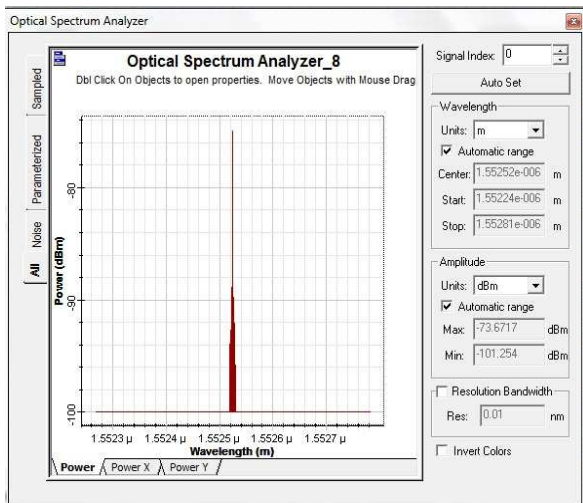 Optical Spectrum Analyzer
Optical Spectrum Analyzer_8
Dbl Click On Objects to open properties. Move Objects with Mouse Drag
Sampled
Parameterized
Noise
All
Power (dBm)
-80
-90
-100
1.5523 µ 1.5524 µ 1.5525 µ 1.5526 µ 1.5527 µ
Wavelength (m)
Power Power X Power Y
Signal Index: 0
Auto Set
Wavelength
Units: m
Automatic range
Center: 1.55252e-006 m
Start: 1.55224e-006 m
Stop: 1.55281e-006 m
Amplitude
Units: dBm
Automatic range
Max: -73.6717 dBm
Min: -101.254 dBm
Resolution Bandwidth
Res: 0.01 nm
Invert Colors